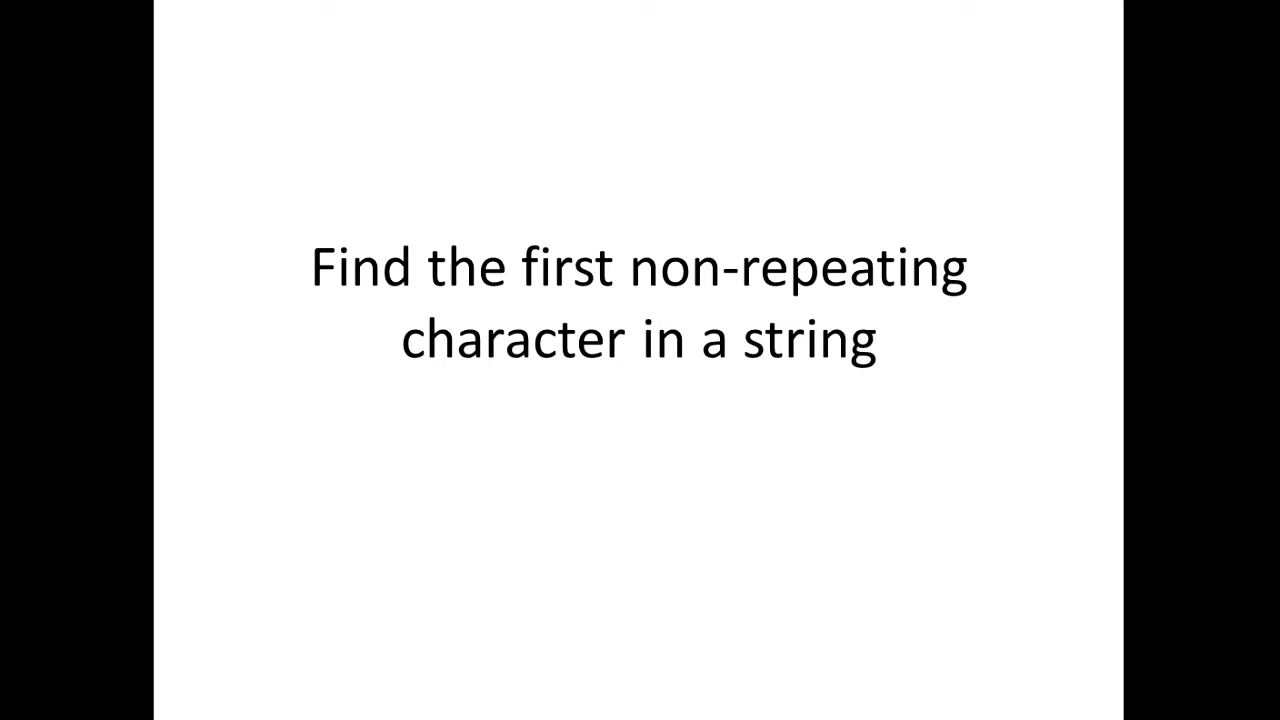 Find the first non-repeating
character in a string